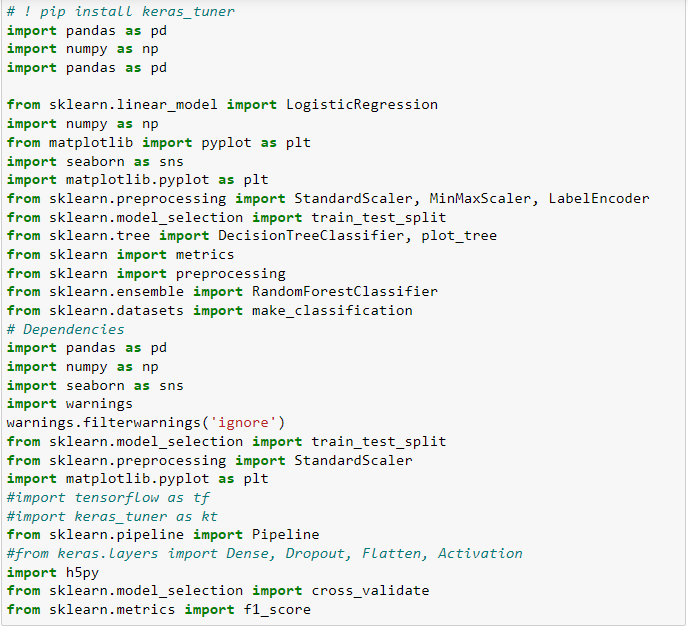 # ! pip install keras_tuner
import pandas as pd
import numpy as np
import pandas as pd
from sklearn.linear_model import LogisticRegression
import numpy as np
from matplotlib import pyplot as plt
import seaborn as sns
import matplotlib.pyplot as plt
from sklearn.preprocessing import StandardScaler, MinMaxScaler, LabelEncoder
from sklearn.model_selection import train_test_split
from sklearn.tree import DecisionTreeClassifier, plot_tree
from sklearn import metrics
from sklearn import preprocessing
from sklearn.ensemble import RandomForestClassifier
from sklearn.datasets import make_classification
# Dependencies
import pandas as pd
import numpy as np
import seaborn as sns
import warnings
warnings.filterwarnings('ignore')
from sklearn.model_selection import train_test_split
from sklearn.preprocessing import StandardScaler
import matplotlib.pyplot as plt
#import tensorflow as tf
#import keras_tuner as kt
from sklearn.pipeline import Pipeline
#from keras.layers import Dense, Dropout, Flatten, Activation
import h5py
from sklearn.model_selection import cross_validate
from sklearn.metrics import f1_score